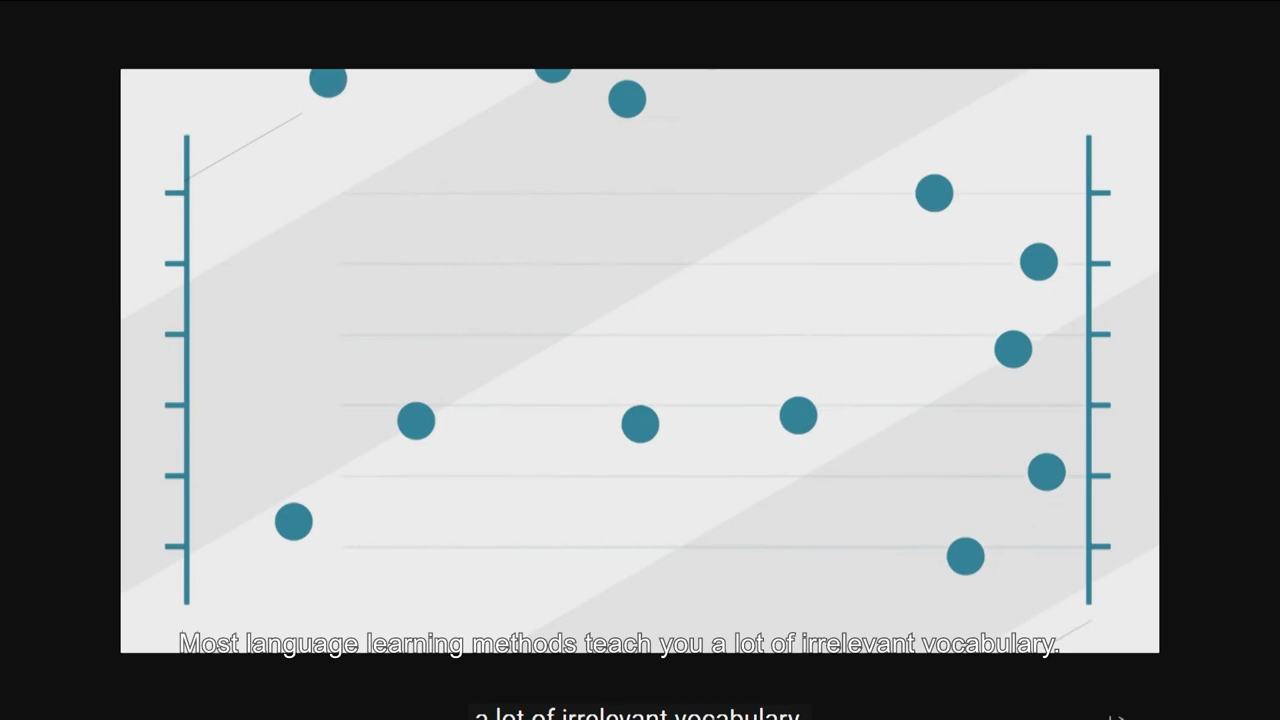 Most language learning methods teach you a lot of irrelevant vocabulary.
a lot of irrelevant vocabulary